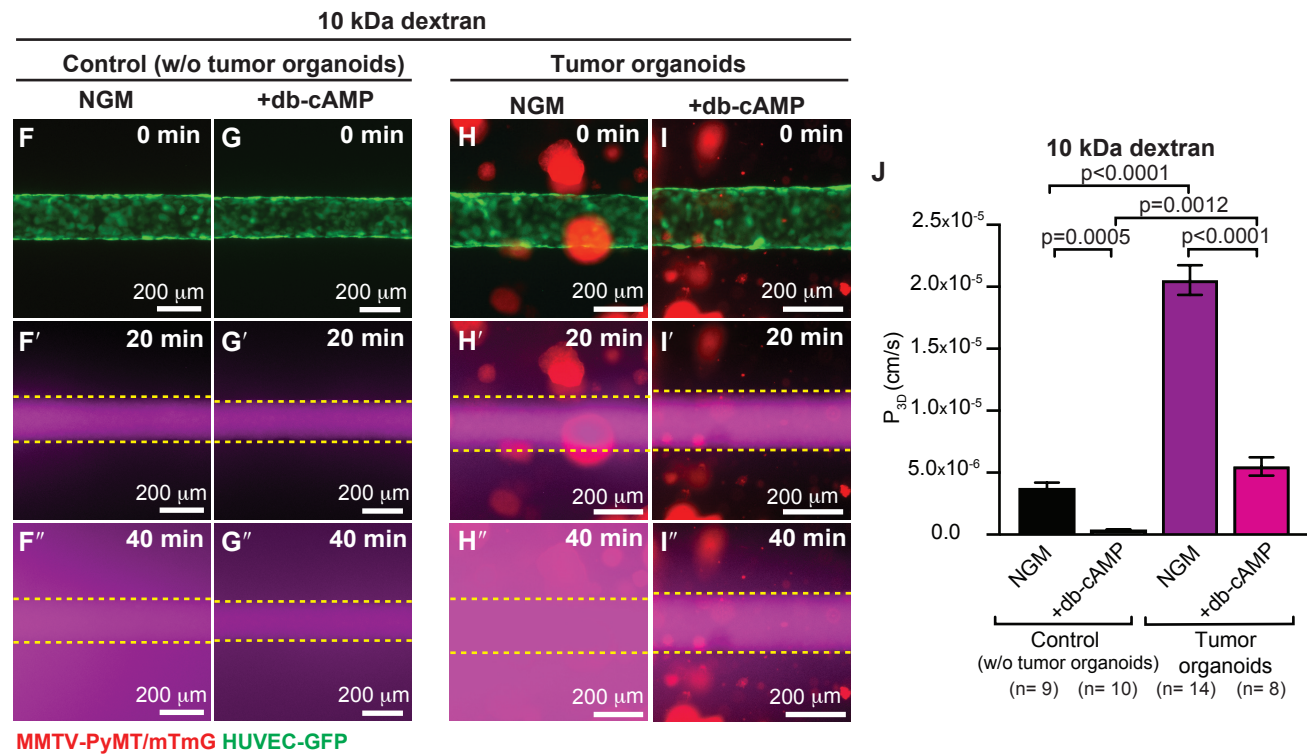 10 kDa dextran
Control (w/o tumor organoids)
Tumor organoids
NGM
+db-cAMP
NGM
+db-cAMP
F
0 min
200 μm
G
0 min
200 μm
H
0 min
200 μm
I
0 min
200 μm
F′
20 min
200 μm
G′
20 min
200 μm
H′
20 min
200 μm
I′
20 min
200 μm
F″
40 min
200 μm
G″
40 min
200 μm
H″
40 min
200 μm
I″
40 min
200 μm
MMTV-PyMT/mTmG HUVEC-GFP
J
10 kDa dextran
p<0.0001
p=0.0012
p=0.0005
p<0.0001
2.5x10⁻⁵
2.0x10⁻⁵
1.5x10⁻⁵
1.0x10⁻⁵
5.0x10⁻⁶
0.0
P₃D (cm/s)
NGM
+db-cAMP
NGM
+db-cAMP
Control
(w/o tumor organoids)
Tumor
organoids
(n= 9)
(n= 10)
(n= 14)
(n= 8)